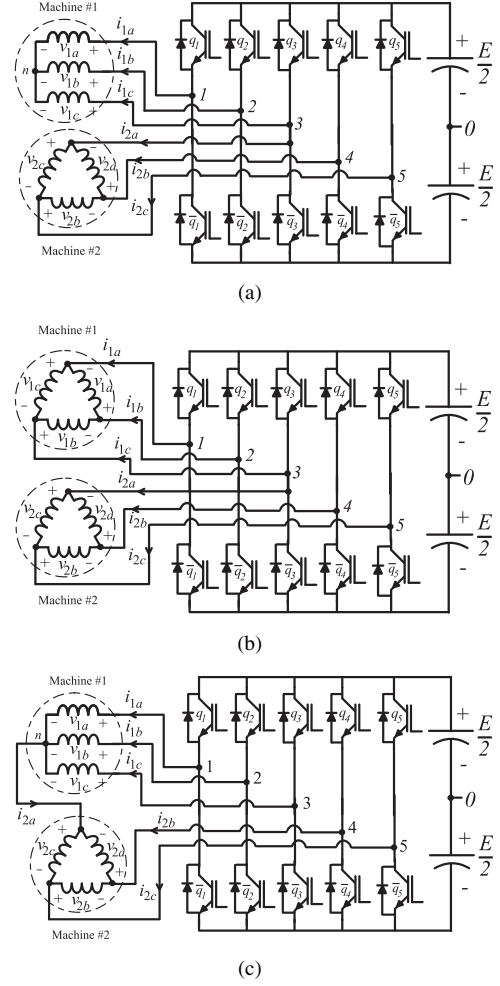 Machine #1
i1a
v1a
i1b
n
v1b
i1c
v1c
i2a
v2c
v2a
i2b
v2b
i2c
Machine #2
q1 q2 q3 q4 q5
1
2
3
4
5
q̅1 q̅2 q̅3 q̅4 q̅5
+ E/2 -
0
+ E/2 -
(a)
Machine #1
i1a
v1c
v1a
i1b
v1b
i1c
i2a
v2c
v2a
i2b
v2b
i2c
Machine #2
q1 q2 q3 q4 q5
1
2
3
4
5
q̅1 q̅2 q̅3 q̅4 q̅5
+ E/2 -
0
+ E/2 -
(b)
Machine #1
i1a
v1a
i1b
n
v1b
i1c
v1c
i2a
i2b
v2c
v2a
v2b
i2c
Machine #2
q1 q2 q3 q4 q5
1
2
3
4
5
q̅1 q̅2 q̅3 q̅4 q̅5
+ E/2 -
0
+ E/2 -
(c)